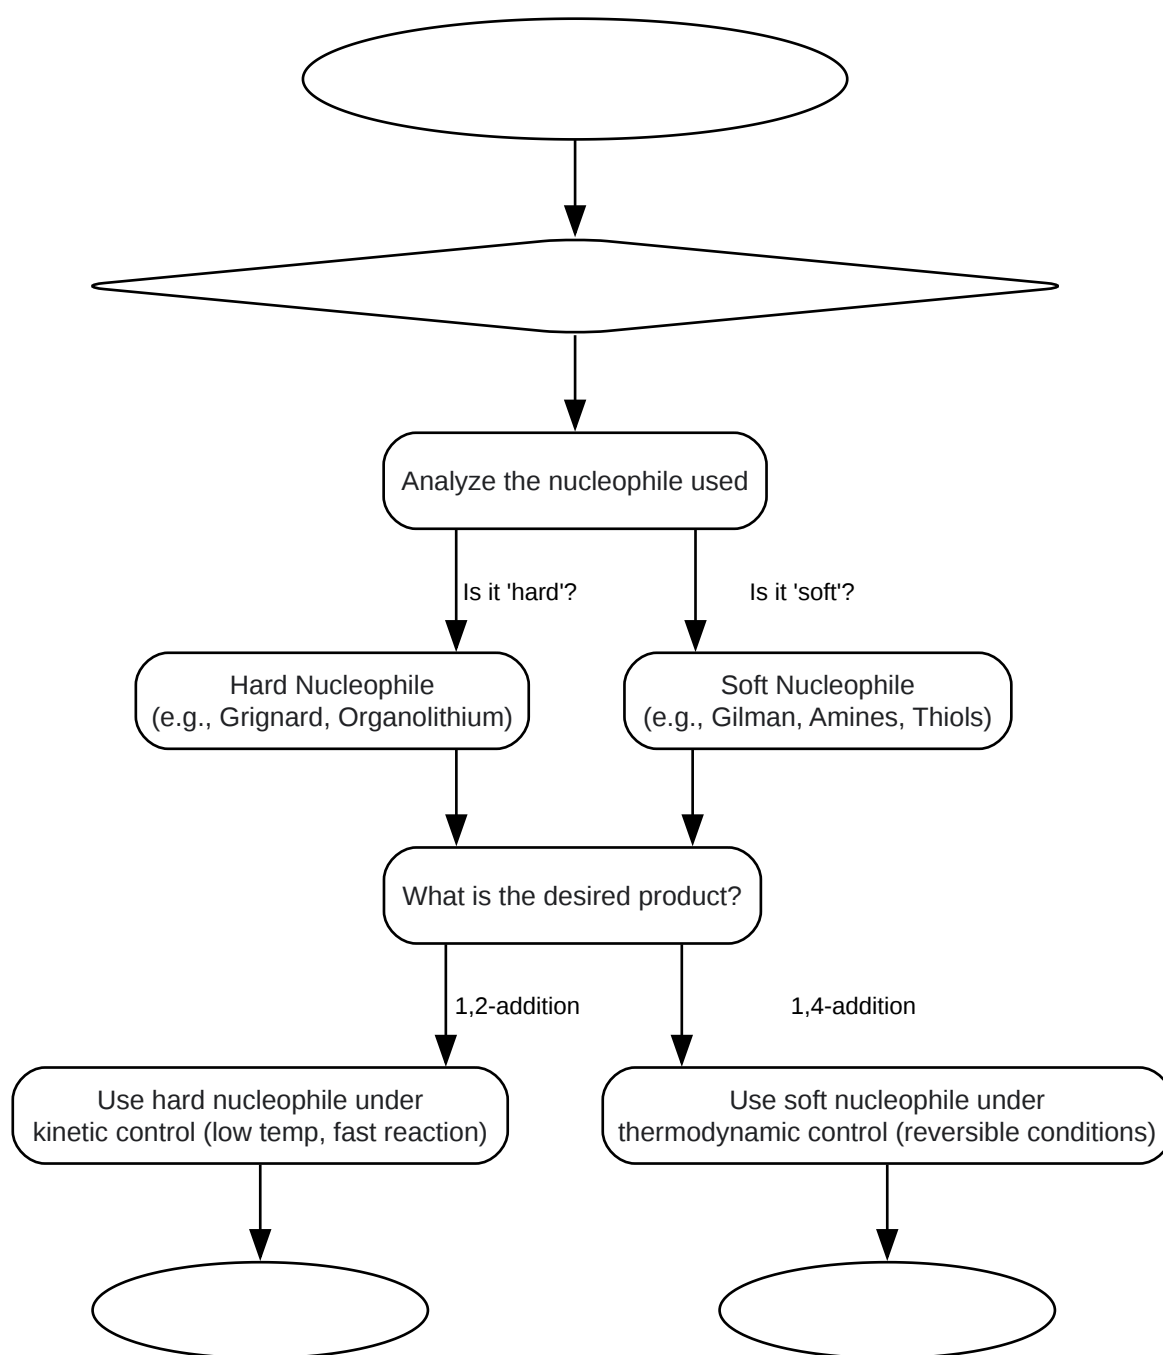 Analyze the nucleophile used
Is it 'hard'?
Is it 'soft'?
Hard Nucleophile
(e.g., Grignard, Organolithium)
Soft Nucleophile
(e.g., Gilman, Amines, Thiols)
What is the desired product?
1,2-addition
1,4-addition
Use hard nucleophile under
kinetic control (low temp, fast reaction)
Use soft nucleophile under
thermodynamic control (reversible conditions)